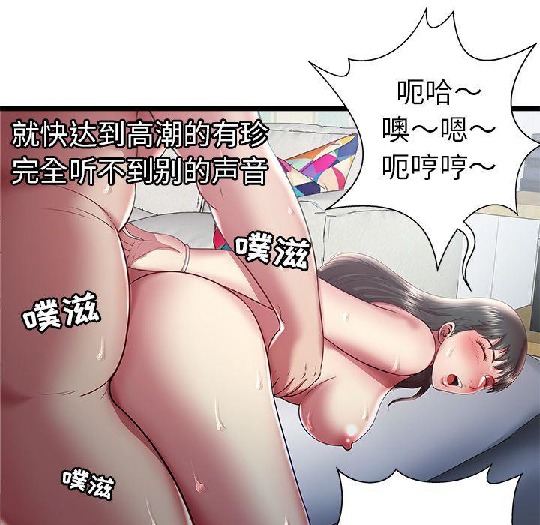 呃哈～
噢～嗯～
呃哼哼～
就快达到高潮的有珍
完全听不到别的声音
噗滋
噗滋
噗滋